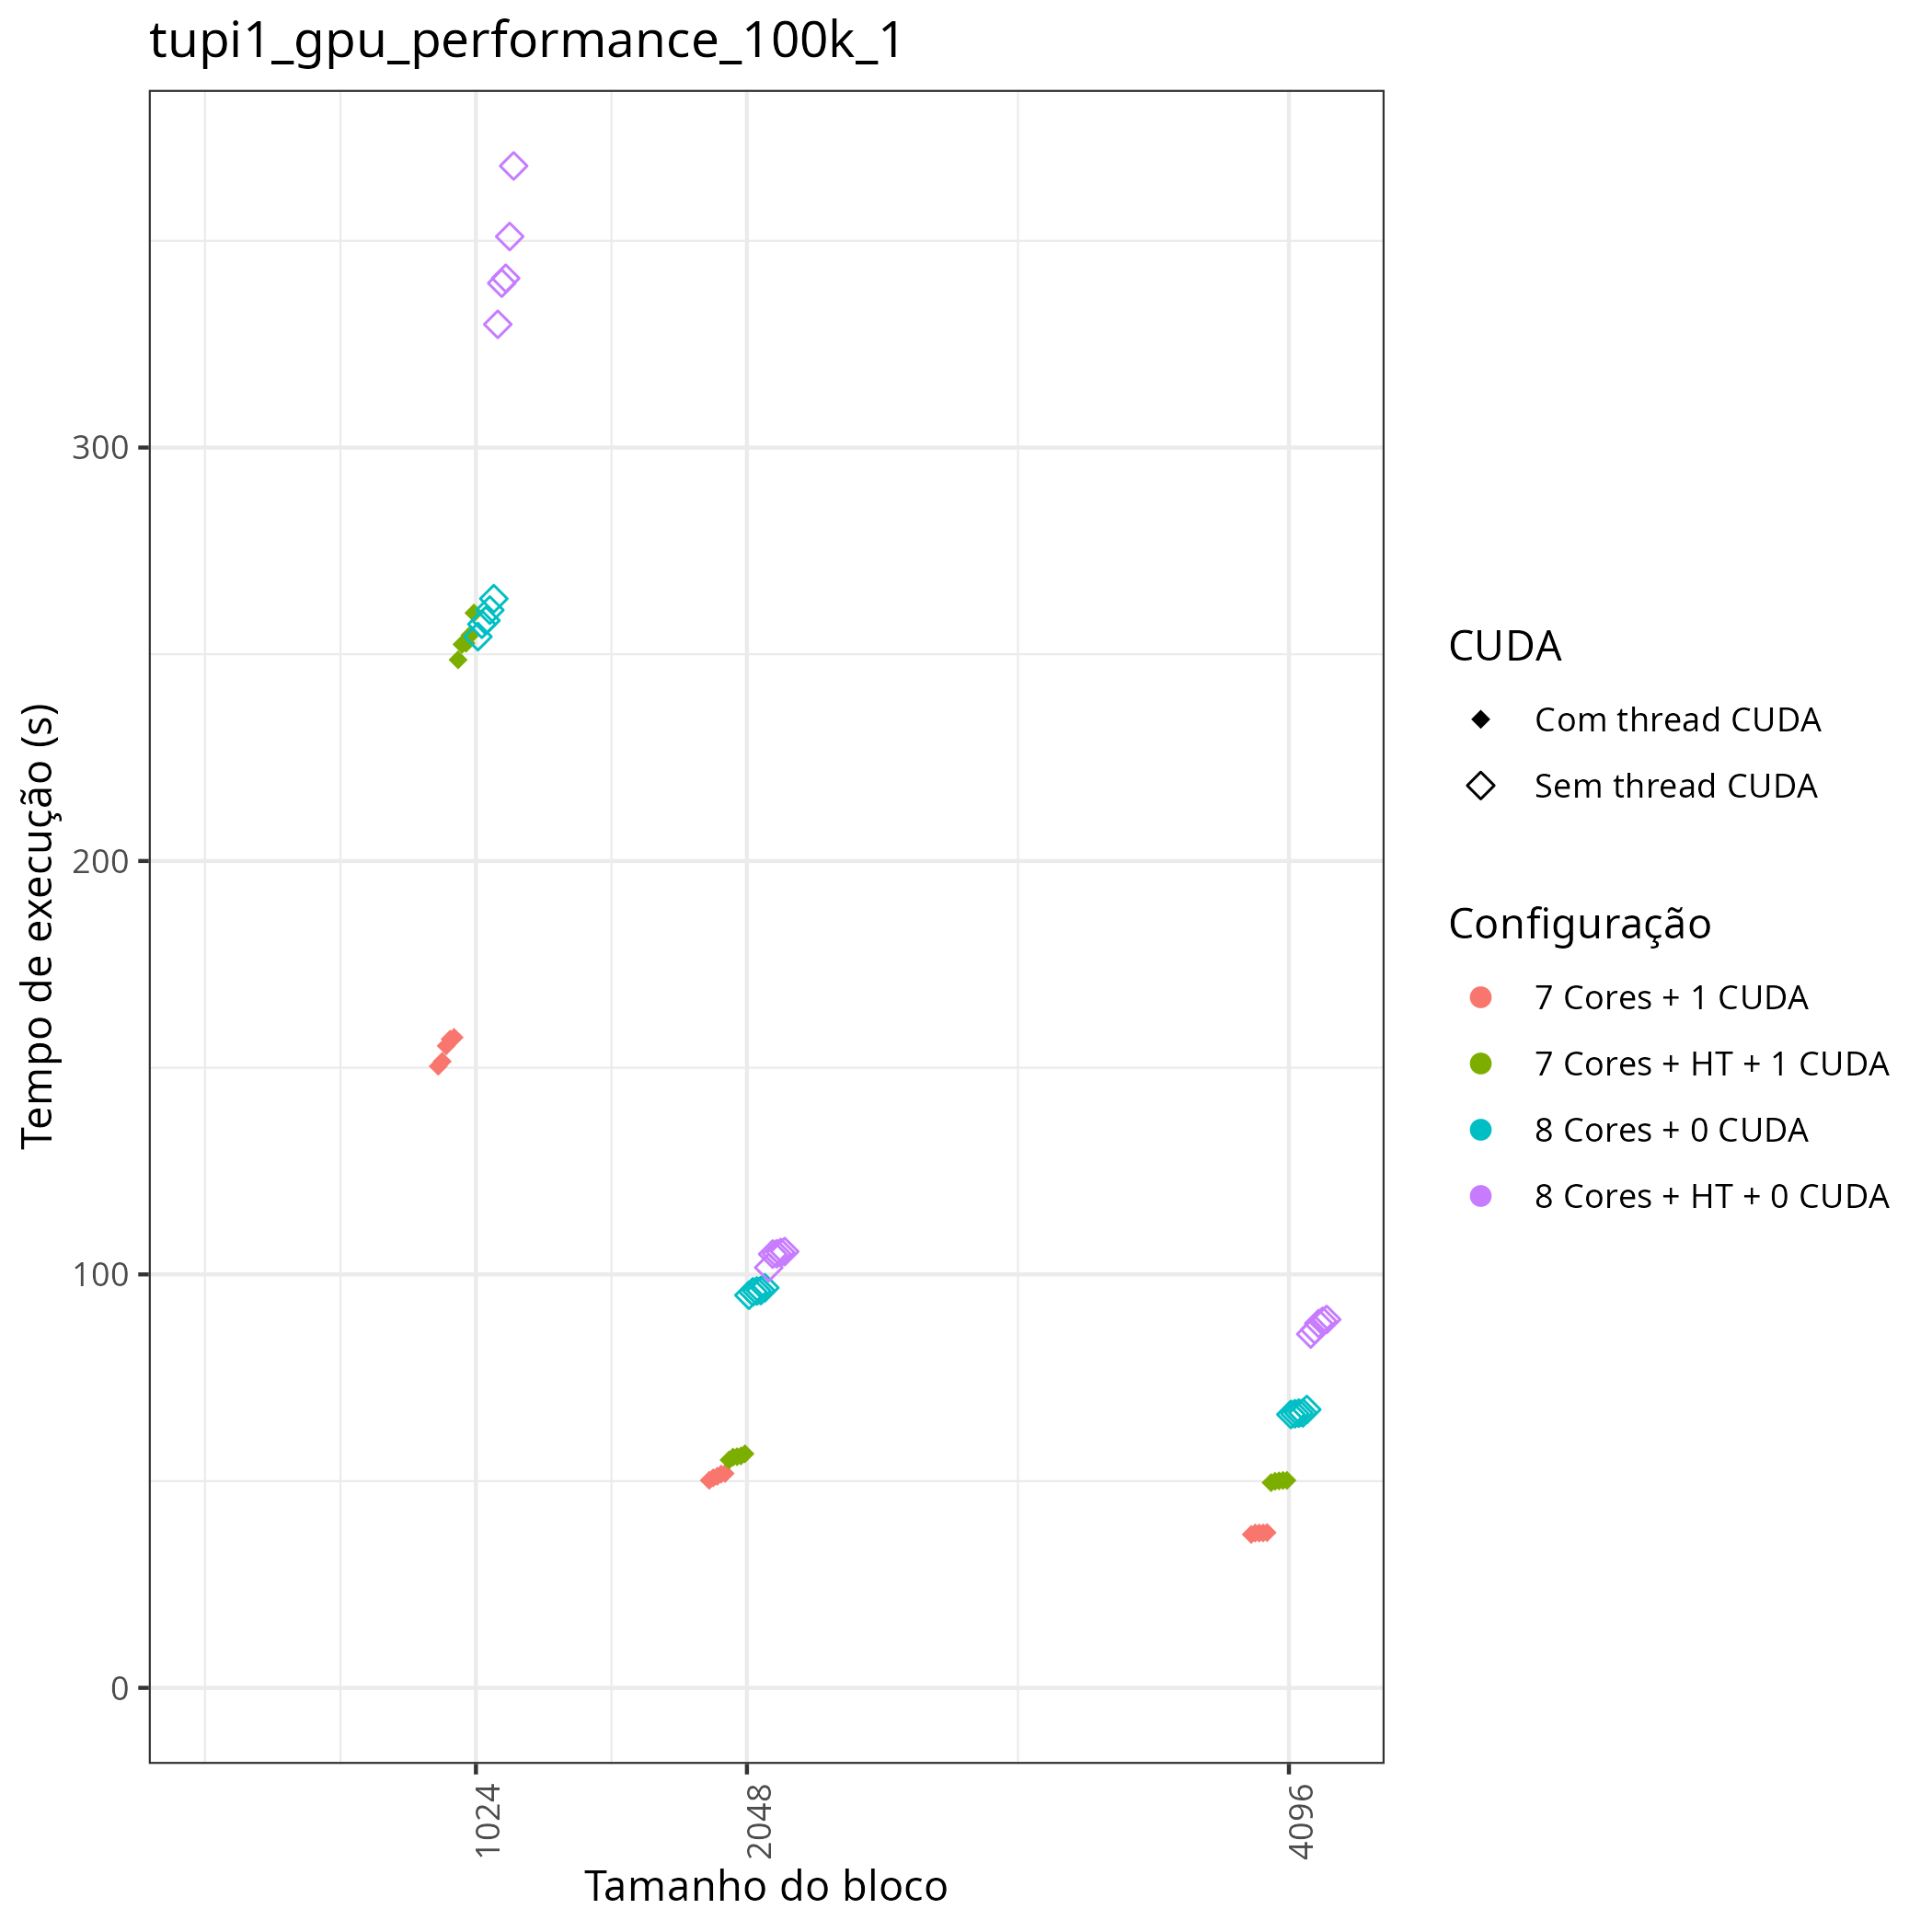 tupi1_gpu_performance_100k_1
Tempo de execução (s)
300
200
100
0
1024
2048
4096
Tamanho do bloco
CUDA
Com thread CUDA
Sem thread CUDA
Configuração
7 Cores + 1 CUDA
7 Cores + HT + 1 CUDA
8 Cores + 0 CUDA
8 Cores + HT + 0 CUDA